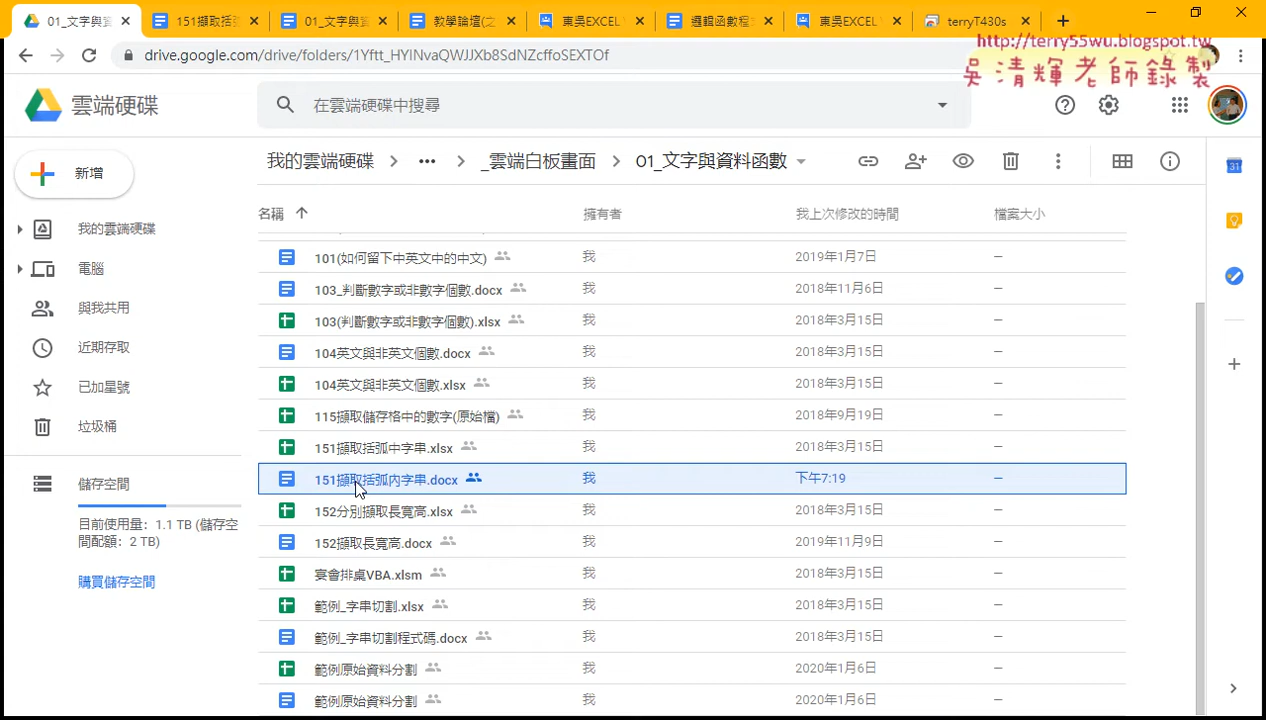 01_文字與資
151擷取括弧
01_文字與資
教學論壇(之
東吳EXCEL V
邏輯函數程
東吳EXCEL V
terryT430s
drive.google.com/drive/folders/1Yftt_HYlNvaQWJJXb8SdNZcffoSEXTOf
http://terry55wu.blogspot.tw
吳清輝老師錄製
雲端硬碟
在雲端硬碟中搜尋
新增
我的雲端硬碟
電腦
與我共用
近期存取
已加星號
垃圾桶
儲存空間
目前使用量：1.1 TB (儲存空
間配額：2 TB)
購買儲存空間
我的雲端硬碟 > ••• > _雲端白板畫面 > 01_文字與資料函數
名稱 擁有者 我上次修改的時間 檔案大小
101(如何留下中英文中的中文) 我 2019年1月7日 –
103_判斷數字或非數字個數.docx 我 2018年11月6日 –
103(判斷數字或非數字個數).xlsx 我 2018年3月15日 –
104英文與非英文個數.docx 我 2018年3月15日 –
104英文與非英文個數.xlsx 我 2018年3月15日 –
115擷取儲存格中的數字(原始檔) 我 2018年9月19日 –
151擷取括弧中字串.xlsx 我 2018年3月15日 –
151擷取括弧內字串.docx 我 下午7:19 –
152分別擷取長寬高.xlsx 我 2018年3月15日 –
152擷取長寬高.docx 我 2019年11月9日 –
宴會排桌VBA.xlsm 我 2018年3月15日 –
範例_字串切割.xlsx 我 2018年3月15日 –
範例_字串切割程式碼.docx 我 2018年3月15日 –
範例原始資料分割 我 2020年1月6日 –
範例原始資料分割 我 2020年1月6日 –
31